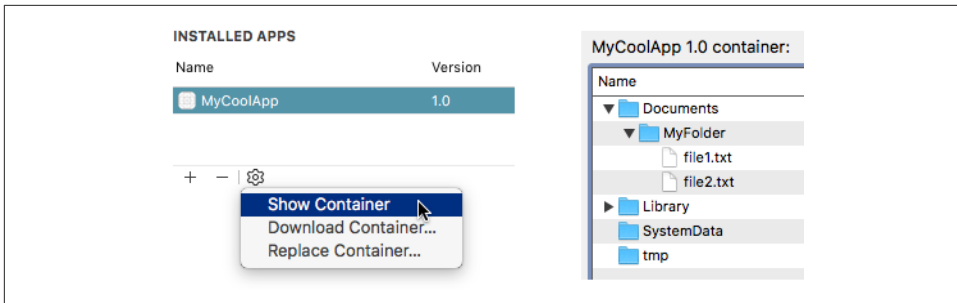 INSTALLED APPS
Name Version
MyCoolApp 1.0
+ − 
Show Container
Download Container...
Replace Container...
MyCoolApp 1.0 container:
Name
Documents
MyFolder
file1.txt
file2.txt
Library
SystemData
tmp